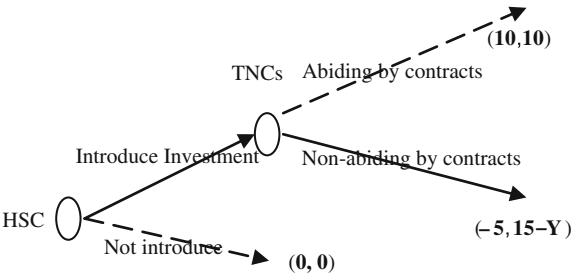 (10,10)
TNCs Abiding by contracts
Introduce Investment Non-abiding by contracts
HSC
(−5,15−Y)
Not introduce
(0, 0)